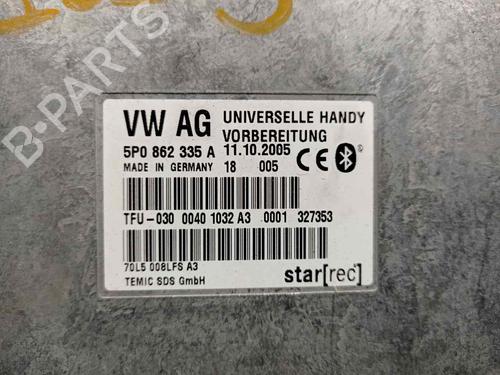 B-PARTS
VW AG UNIVERSELLE HANDY
VORBEREITUNG
5P0 862 335 A 11.10.2005
MADE IN GERMANY 18 005 CE
TFU-030 0040 1032 A3 0001 327353
70L5 008LFS A3
TEMIC SDS GmbH
star[rec]